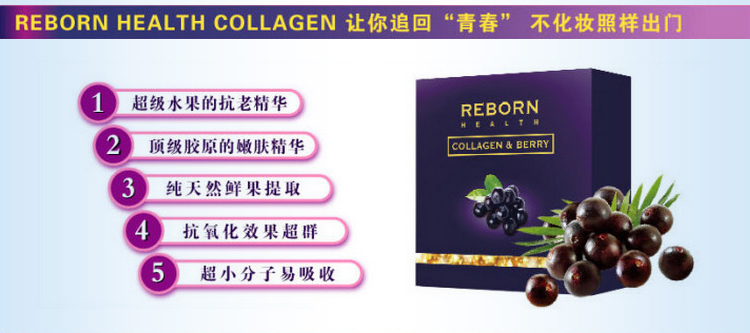 REBORN HEALTH COLLAGEN 让你追回“青春” 不化妆照样出门
1 超级水果的抗老精华
2 顶级胶原的嫩肤精华
3 纯天然鲜果提取
4 抗氧化效果超群
5 超小分子易吸收
REBORN
HEALTH
COLLAGEN & BERRY